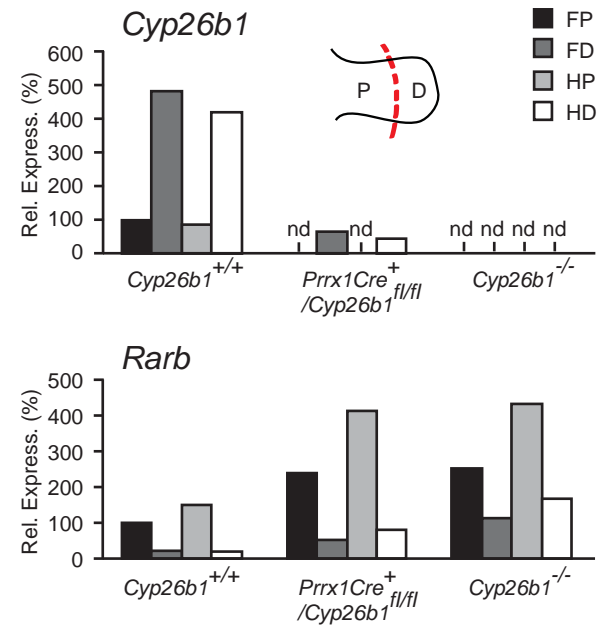 Cyp26b1
FP
FD
HP
HD
Rel. Express. (%)
600
500
400
300
200
100
0
P D
nd nd nd nd nd nd
Cyp26b1+/+
Prrx1Cre+
/Cyp26b1fl/fl
Cyp26b1-/-
Rarb
Rel. Express. (%)
500
400
300
200
100
0
Cyp26b1+/+
Prrx1Cre+
/Cyp26b1fl/fl
Cyp26b1-/-